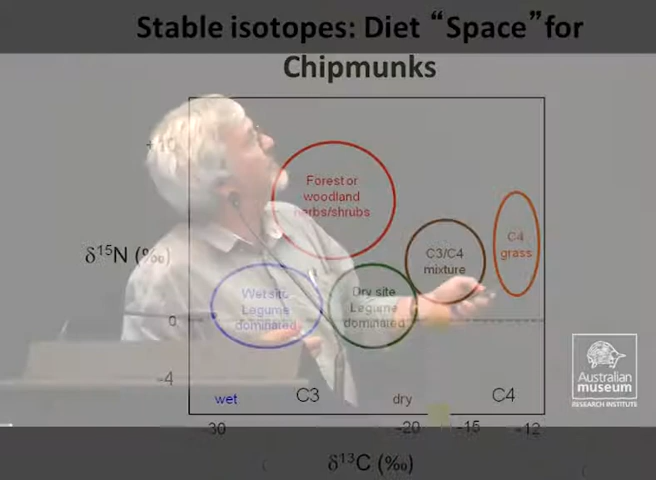 Stable isotopes: Diet “Space” for
Chipmunks
+10
Forest or
woodland
herbs/shrubs
C4
grass
C3/C4
mixture
δ15N (‰)
Wet site
Legume
dominated
Dry site
Legume
dominated
0
-4
Australian
museum
RESEARCH INSTITUTE
wet
C3
dry
C4
-30
-20
-15
-12
δ13C (‰)